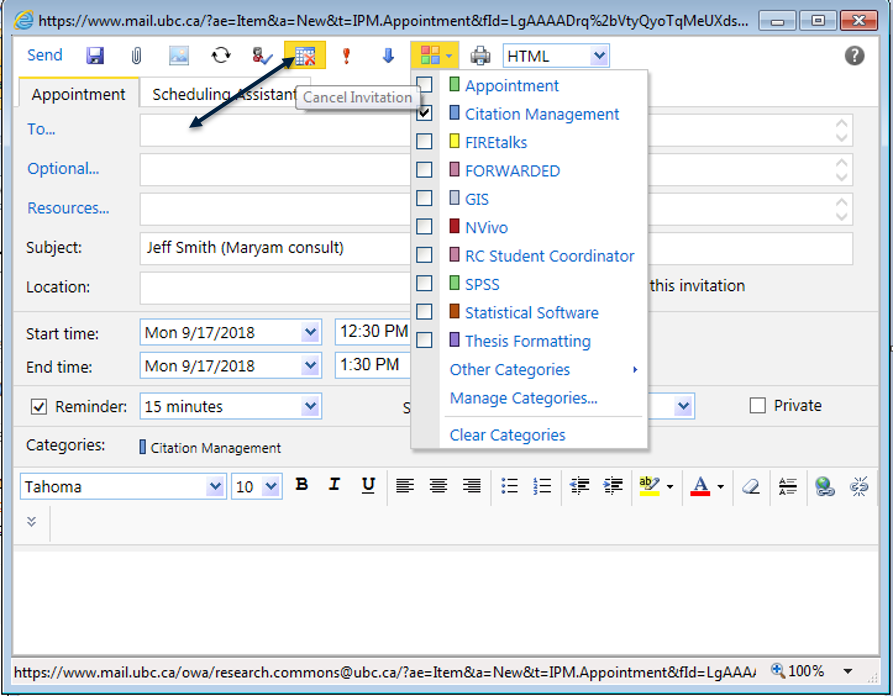 https://www.mail.ubc.ca/?ae=Item&a=New&t=IPM.Appointment&fId=LgAAAADrq%2bVtyQyoTqMeUXds...
Send HTML
Appointment Scheduling Assistant
Cancel Invitation
To...
Optional...
Resources...
Subject: Jeff Smith (Maryam consult)
Location: this invitation
Start time: Mon 9/17/2018 12:30 PM
End time: Mon 9/17/2018 1:30 PM
Reminder: 15 minutes S Private
Categories: Citation Management
Appointment
Citation Management
FIREtalks
FORWARDED
GIS
NVivo
RC Student Coordinator
SPSS
Statistical Software
Thesis Formatting
Other Categories
Manage Categories...
Clear Categories
Tahoma 10 B I U ab A
https://www.mail.ubc.ca/owa/research.commons@ubc.ca/?ae=Item&a=New&t=IPM.Appointment&fId=LgAAA 100%